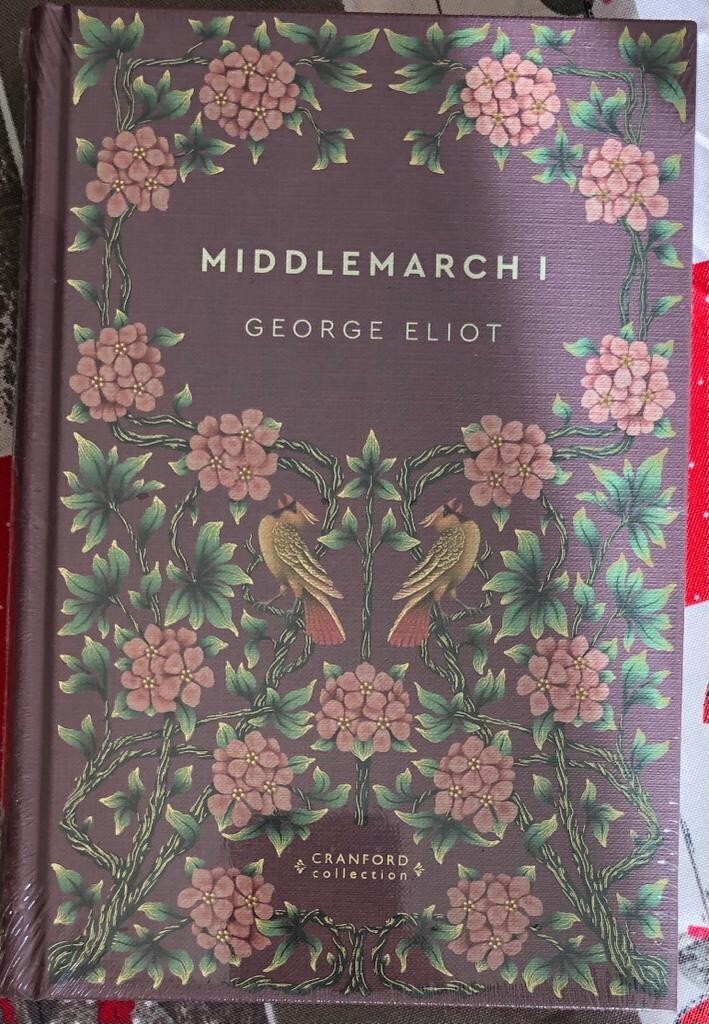 MIDDLEMARCH I
GEORGE ELIOT
CRANFORD
collection